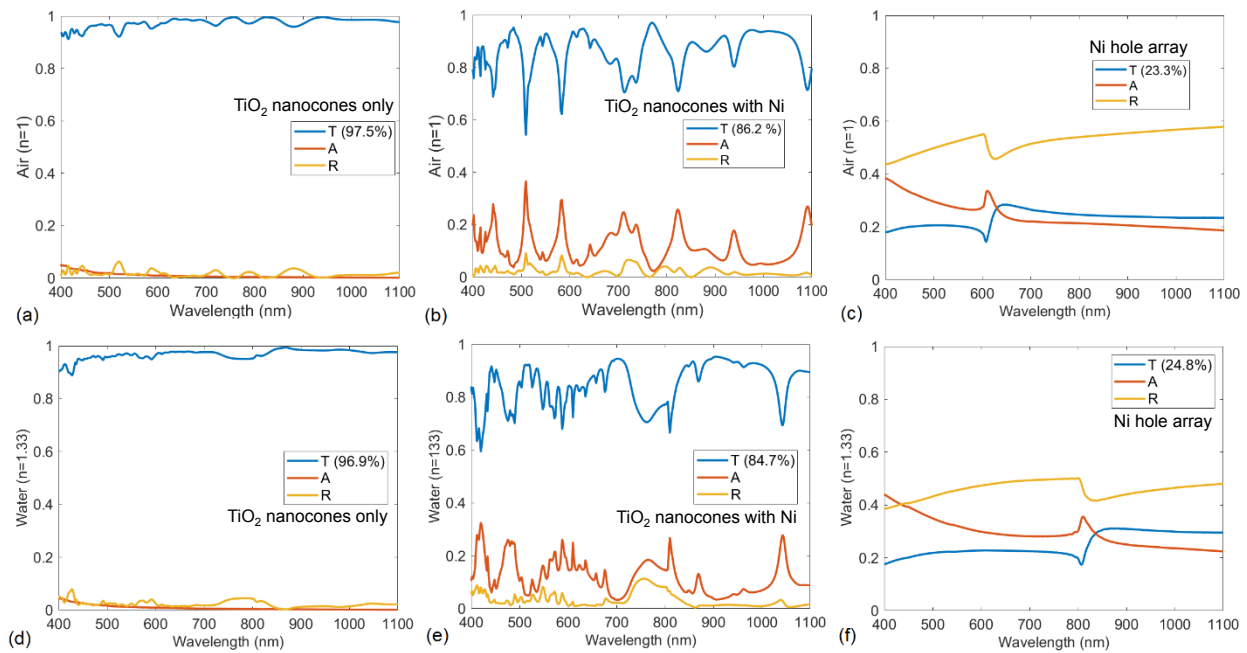 1
0.8
0.6
0.4
0.2
0
Air (n=1)
TiO2 nanocones only
T (97.5%)
A
R
400 500 600 700 800 900 1000 1100
Wavelength (nm)
(a)
1
0.8
0.6
0.4
0.2
0
Air (n=1)
TiO2 nanocones with Ni
T (86.2 %)
A
R
400 500 600 700 800 900 1000 1100
Wavelength (nm)
(b)
1
0.8
0.6
0.4
0.2
0
Air (n=1)
Ni hole array
T (23.3%)
A
R
400 500 600 700 800 900 1000 1100
Wavelength (nm)
(c)
1
0.8
0.6
0.4
0.2
0
Water (n=1.33)
T (96.9%)
A
R
TiO2 nanocones only
400 500 600 700 800 900 1000 1100
Wavelength (nm)
(d)
1
0.8
0.6
0.4
0.2
0
Water (n=133)
T (84.7%)
A
R
TiO2 nanocones with Ni
400 500 600 700 800 900 1000 1100
Wavelength (nm)
(e)
1
0.8
0.6
0.4
0.2
0
Water (n=1.33)
T (24.8%)
A
R
Ni hole array
400 500 600 700 800 900 1000 1100
Wavelength (nm)
(f)